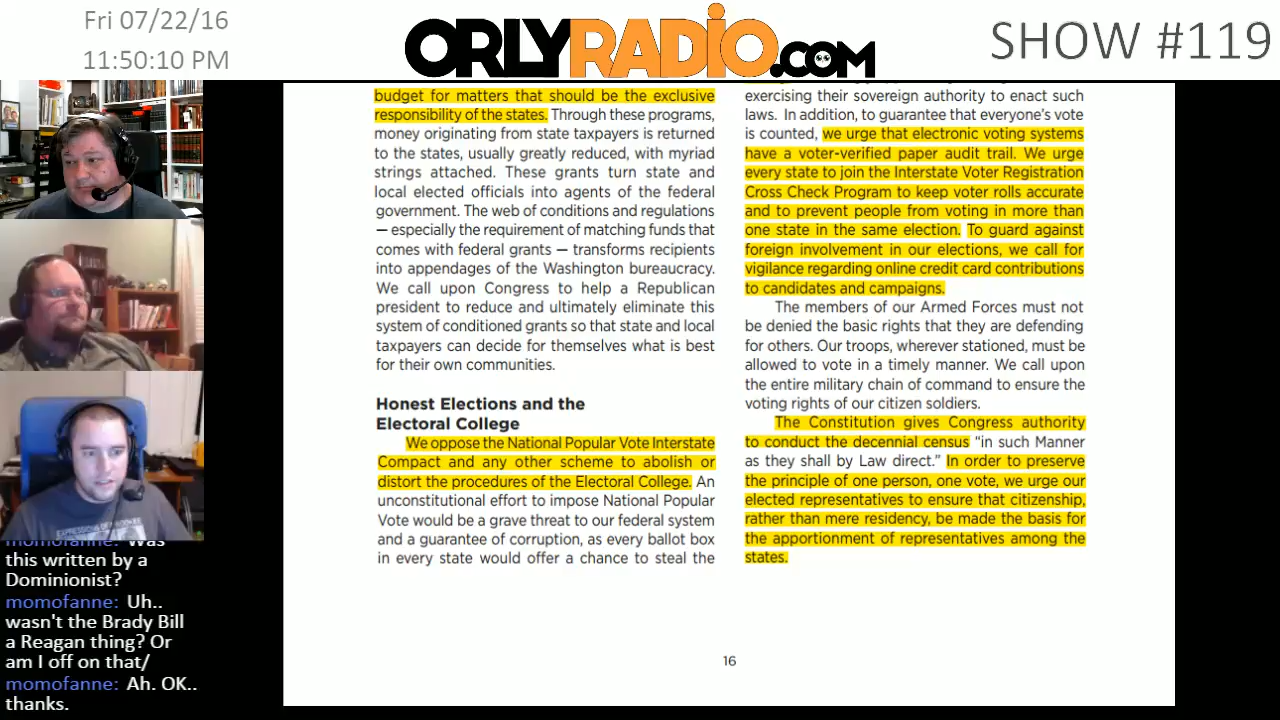 Fri 07/22/16
11:50:10 PM
ORLYRADIO.COM
SHOW #119
budget for matters that should be the exclusive
responsibility of the states. Through these programs,
money originating from state taxpayers is returned
to the states, usually greatly reduced, with myriad
strings attached. These grants turn state and
local elected officials into agents of the federal
government. The web of conditions and regulations
— especially the requirement of matching funds that
comes with federal grants — transforms recipients
into appendages of the Washington bureaucracy.
We call upon Congress to help a Republican
president to reduce and ultimately eliminate this
system of conditioned grants so that state and local
taxpayers can decide for themselves what is best
for their own communities.
Honest Elections and the
Electoral College
We oppose the National Popular Vote Interstate
Compact and any other scheme to abolish or
distort the procedures of the Electoral College. An
unconstitutional effort to impose National Popular
Vote would be a grave threat to our federal system
and a guarantee of corruption, as every ballot box
in every state would offer a chance to steal the
exercising their sovereign authority to enact such
laws. In addition, to guarantee that everyone's vote
is counted, we urge that electronic voting systems
have a voter-verified paper audit trail. We urge
every state to join the Interstate Voter Registration
Cross Check Program to keep voter rolls accurate
and to prevent people from voting in more than
one state in the same election. To guard against
foreign involvement in our elections, we call for
vigilance regarding online credit card contributions
to candidates and campaigns.
The members of our Armed Forces must not
be denied the basic rights that they are defending
for others. Our troops, wherever stationed, must be
allowed to vote in a timely manner. We call upon
the entire military chain of command to ensure the
voting rights of our citizen soldiers.
The Constitution gives Congress authority
to conduct the decennial census “in such Manner
as they shall by Law direct.” In order to preserve
the principle of one person, one vote, we urge our
elected representatives to ensure that citizenship,
rather than mere residency, be made the basis for
the apportionment of representatives among the
states.
16
momofanne: Was
this written by a
Dominionist?
momofanne: Uh..
wasn't the Brady Bill
a Reagan thing? Or
am I off on that/
momofanne: Ah. OK..
thanks.